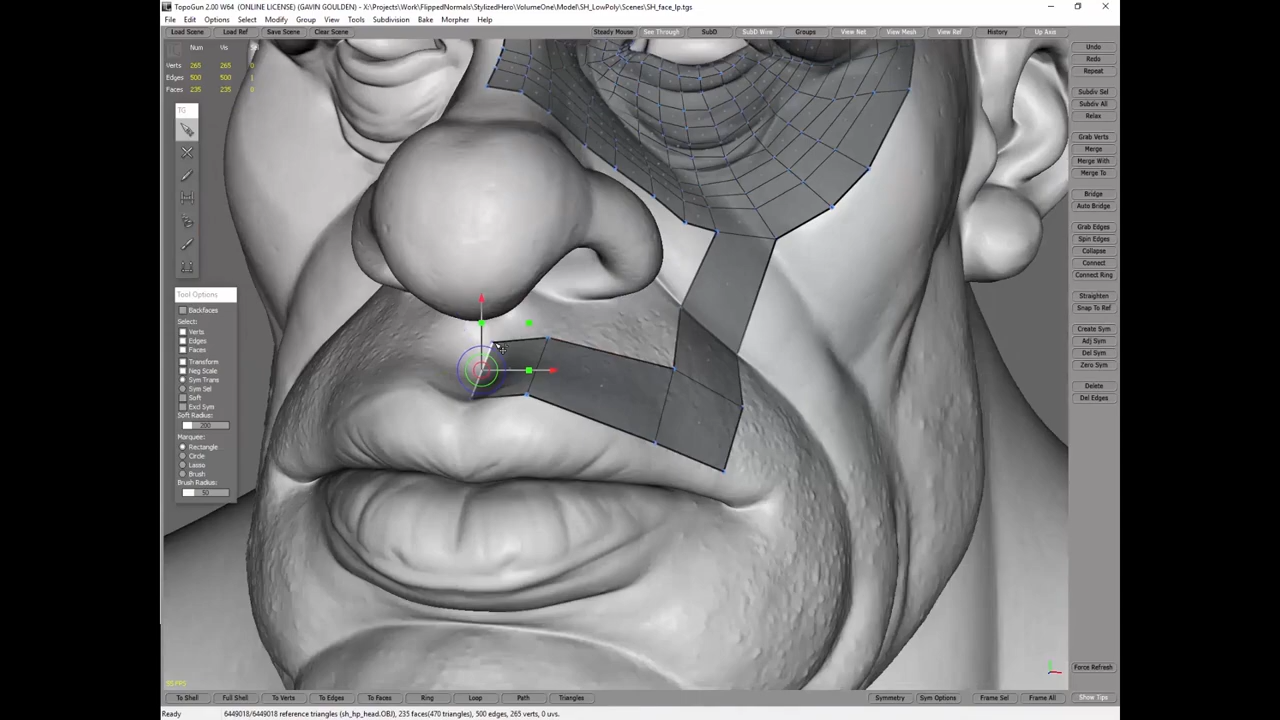 TopoGun 2.00 W64 (ONLINE LICENSE) (GAVIN GOULDEN) | X:\Projects\Work\FlippedNormals\StylizedHero\VolumeOne\Model\SH_LowPoly\Scenes\SH_face_lp.tgs
File Edit Options Select Modify Group View Tools Subdivision Bake Morpher Help
Load Scene Load Ref Save Scene Clear Scene Steady Mouse See Through SubD SubD Wire Groups View Net View Mesh View Ref History Up Axis
Num Vis Sel
Verts 265 265 0
Edges 500 500 1
Faces 235 235 0
TG
Tool Options
Backfaces
Select:
Verts
Edges
Faces
Transform
Neg Scale
Sym Trans
Sym Sel
Soft
Excl Sym
Soft Radius:
200
Marquee:
Rectangle
Circle
Lasso
Brush
Brush Radius:
50
Undo
Redo
Repeat
Subdiv Sel
Subdiv All
Relax
Grab Verts
Merge
Merge With
Merge To
Bridge
Auto Bridge
Grab Edges
Spin Edges
Collapse
Connect
Connect Ring
Straighten
Snap To Ref
Create Sym
Adj Sym
Del Sym
Zero Sym
Delete
Del Edges
Force Refresh
To Shell Full Shell To Verts To Edges To Faces Ring Loop Path Triangles Symmetry Sym Options Frame Sel Frame All Show Tips
Ready 6449018/6449018 reference triangles (sh_hp_head.OBJ), 235 faces(470 triangles), 500 edges, 265 verts, 0 uvs.